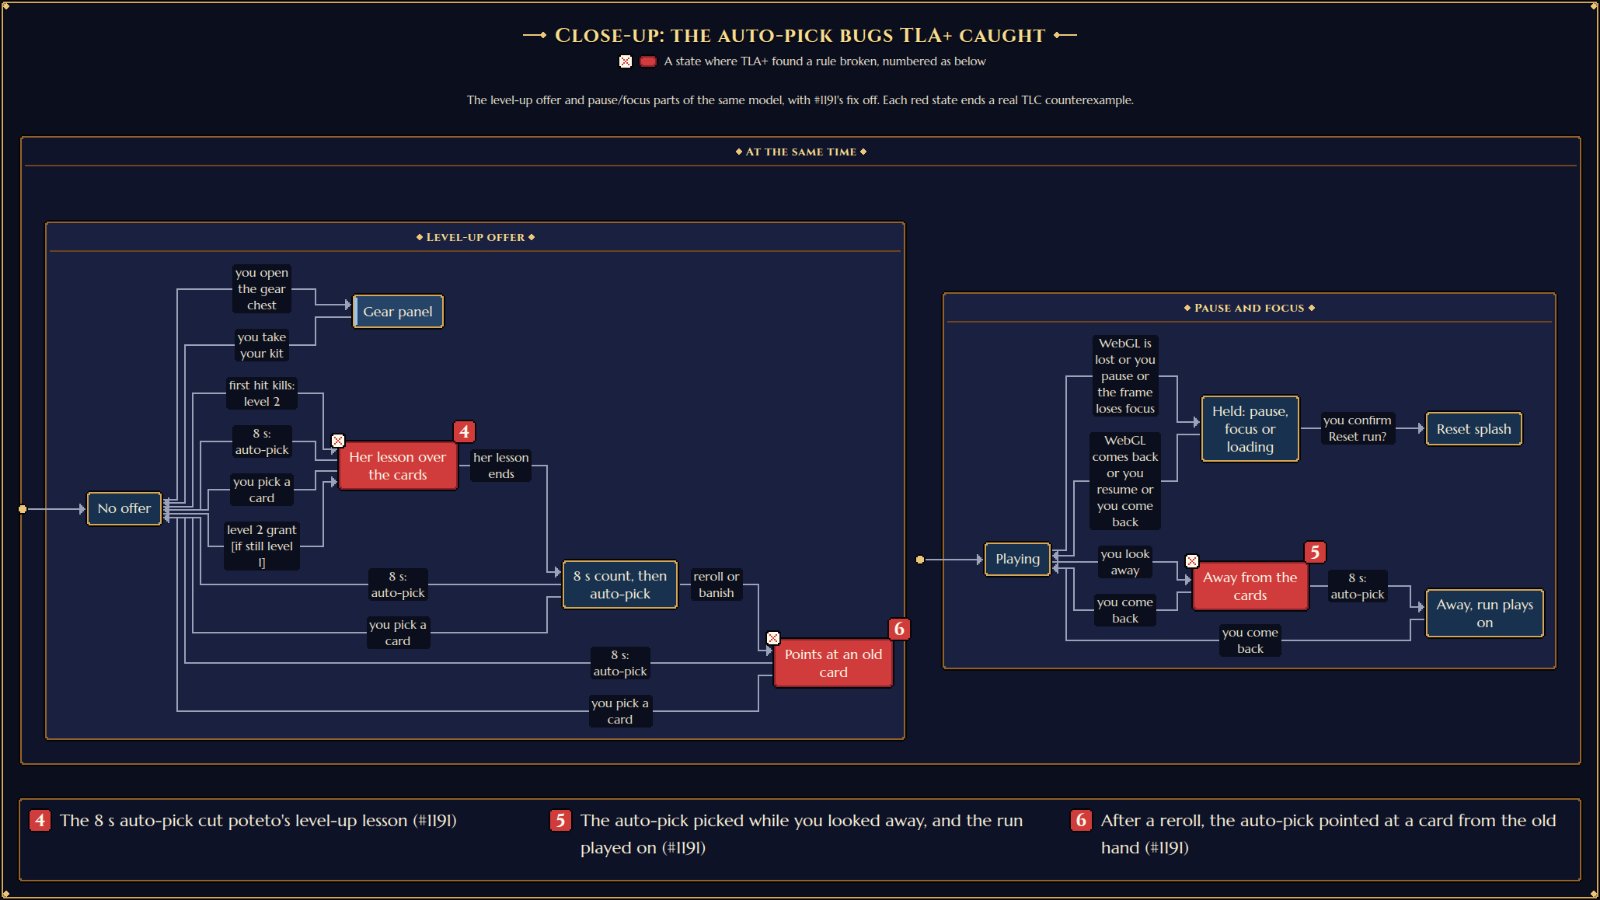 Close-up: the auto-pick bugs TLA+ caught
A state where TLA+ found a rule broken, numbered as below
The level-up offer and pause/focus parts of the same model, with #1191's fix off. Each red state ends a real TLC counterexample.
At the same time
Level-up offer
you open
the gear
chest
Gear panel
you take
your kit
first hit kills:
level 2
8 s:
auto-pick
4
Her lesson over
the cards
her lesson
ends
you pick a
card
No offer
level 2 grant
[if still level
1]
8 s:
auto-pick
8 s count, then
auto-pick
reroll or
banish
you pick a
card
6
Points at an old
card
8 s:
auto-pick
you pick a
card
Pause and focus
WebGL is
lost or you
pause or
the frame
loses focus
Held: pause,
focus or
loading
you confirm
Reset run?
Reset splash
WebGL
comes back
or you
resume or
you come
back
Playing
you look
away
5
Away from the
cards
8 s:
auto-pick
Away, run plays
on
you come
back
you come
back
4 The 8 s auto-pick cut poteto's level-up lesson (#1191)
5 The auto-pick picked while you looked away, and the run
played on (#1191)
6 After a reroll, the auto-pick pointed at a card from the old
hand (#1191)